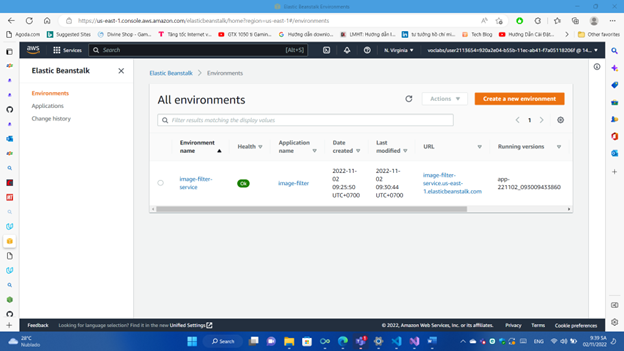 Elastic Beanstalk Environments
https://us-east-1.console.aws.amazon.com/elasticbeanstalk/home?region=us-east-1#/environments
Agoda.com
Suggested Sites
Divine Shop - Gam...
Tăng tốc Internet v...
GTX 1050 ti Gaming...
Hướng dẫn downlo...
LMHT: Hướng dẫn l...
tư tưởng hồ chí m...
Tech Blog
Hướng Dẫn Cài Đặt...
Other favorites
aws
Services
Search
[Alt+S]
N. Virginia
voclabs/user2113654=920a2e04-b55b-11ec-ab41-f7a05118206f @ 14...
Elastic Beanstalk
Environments
Applications
Change history
Elastic Beanstalk
Environments
All environments
Actions
Create a new environment
Filter results matching the display values
1
Environment name
Health
Application name
Date created
Last modified
URL
Running versions
image-filter-service
Ok
image-filter
2022-11-02 09:25:50 UTC+0700
2022-11-02 09:30:44 UTC+0700
image-filter-service.us-east-1.elasticbeanstalk.com
app-221102_093009433860
Feedback
Looking for language selection? Find it in the new Unified Settings
© 2022, Amazon Web Services, Inc. or its affiliates.
Privacy
Terms
Cookie preferences
28°C
Nublado
Search
ENG
9:39 SA
02/11/2022